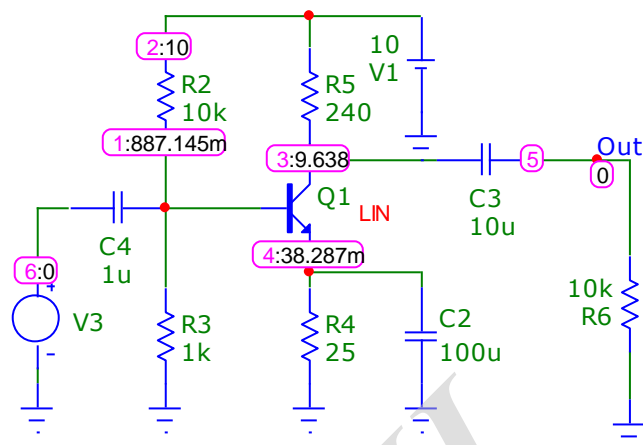 2:10
10
V1
R2
10k
R5
240
1:887.145m
3:9.638
5
Out
0
Q1
LIN
C3
10u
C4
1u
4:38.287m
6:0
+
V3
-
R3
1k
R4
25
C2
100u
10k
R6